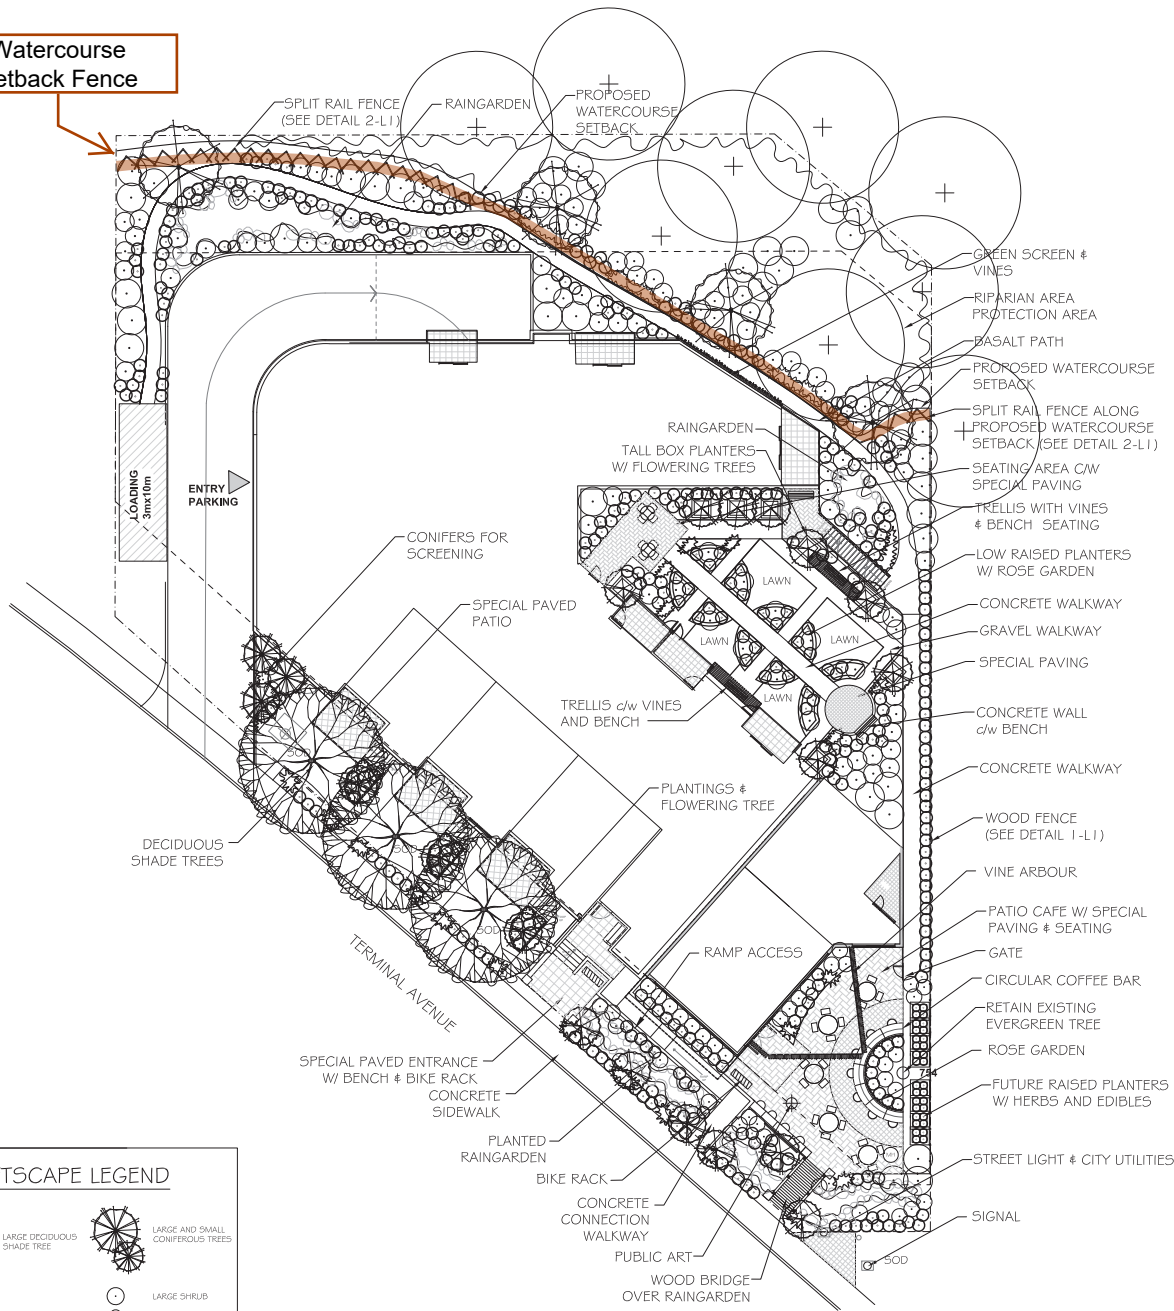 Watercourse
etback Fence
SPLIT RAIL FENCE
(SEE DETAIL 2-L1)
RAINGARDEN
PROPOSED
WATERCOURSE
SETBACK
GREEN SCREEN &
VINES
RIPARIAN AREA
PROTECTION AREA
BASALT PATH
PROPOSED WATERCOURSE
SETBACK
SPLIT RAIL FENCE ALONG
PROPOSED WATERCOURSE
SETBACK (SEE DETAIL 2-L1)
RAINGARDEN
TALL BOX PLANTERS
W/ FLOWERING TREES
SEATING AREA C/W
SPECIAL PAVING
TRELLIS WITH VINES
& BENCH SEATING
LOW RAISED PLANTERS
W/ ROSE GARDEN
CONCRETE WALKWAY
GRAVEL WALKWAY
SPECIAL PAVING
CONCRETE WALL
c/w BENCH
CONCRETE WALKWAY
WOOD FENCE
(SEE DETAIL 1-L1)
VINE ARBOUR
PATIO CAFE W/ SPECIAL
PAVING & SEATING
GATE
CIRCULAR COFFEE BAR
RETAIN EXISTING
EVERGREEN TREE
ROSE GARDEN
794
FUTURE RAISED PLANTERS
W/ HERBS AND EDIBLES
STREET LIGHT & CITY UTILITIES
SIGNAL
SOD
LOADING
3mx10m
ENTRY
PARKING
CONIFERS FOR
SCREENING
SPECIAL PAVED
PATIO
LAWN
LAWN
LAWN
LAWN
TRELLIS c/w VINES
AND BENCH
PLANTINGS &
FLOWERING TREE
DECIDUOUS
SHADE TREES
SOD
SOD
SOD
TERMINAL AVENUE
RAMP ACCESS
SPECIAL PAVED ENTRANCE
W/ BENCH & BIKE RACK
CONCRETE
SIDEWALK
PLANTED
RAINGARDEN
BIKE RACK
CONCRETE
CONNECTION
WALKWAY
PUBLIC ART
WOOD BRIDGE
OVER RAINGARDEN
MH
TSCAPE LEGEND
LARGE DECIDUOUS
SHADE TREE
LARGE AND SMALL
CONIFEROUS TREES
LARGE SHRUB